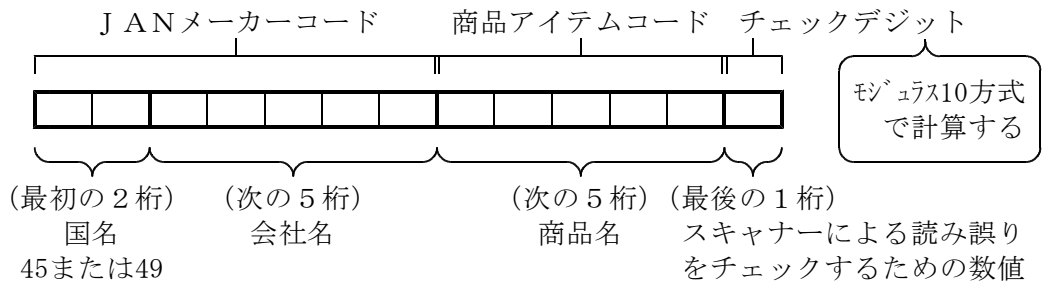 ＪＡＮメーカーコード 商品アイテムコード チェックデジット
ﾓｼﾞｭﾗｽ10方式
で計算する
(最初の２桁) (次の５桁) (次の５桁) (最後の１桁)
国名 会社名 商品名 スキャナーによる読み誤り
45または49 をチェックするための数値